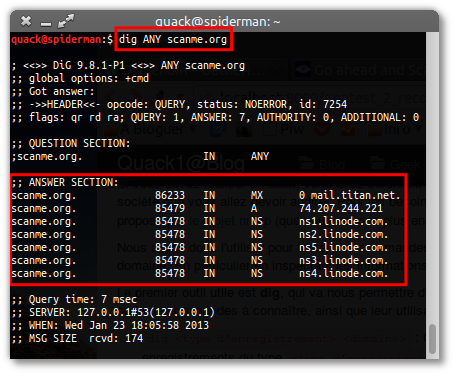 quack@spiderman: ~
quack@spiderman:$ dig ANY scanme.org
; <<>> DiG 9.8.1-P1 <<>> ANY scanme.org
;; global options: +cmd
;; Got answer:
;; ->>HEADER<<- opcode: QUERY, status: NOERROR, id: 7254
;; flags: qr rd ra; QUERY: 1, ANSWER: 7, AUTHORITY: 0, ADDITIONAL: 0
;; QUESTION SECTION:
;scanme.org. IN ANY
;; ANSWER SECTION:
scanme.org. 86233 IN MX 0 mail.titan.net.
scanme.org. 85479 IN A 74.207.244.221
scanme.org. 85478 IN NS ns1.linode.com.
scanme.org. 85478 IN NS ns2.linode.com.
scanme.org. 85478 IN NS ns5.linode.com.
scanme.org. 85478 IN NS ns3.linode.com.
scanme.org. 85478 IN NS ns4.linode.com.
;; Query time: 7 msec
;; SERVER: 127.0.0.1#53(127.0.0.1)
;; WHEN: Wed Jan 23 18:05:58 2013
;; MSG SIZE rcvd: 174
Quack1@Blog